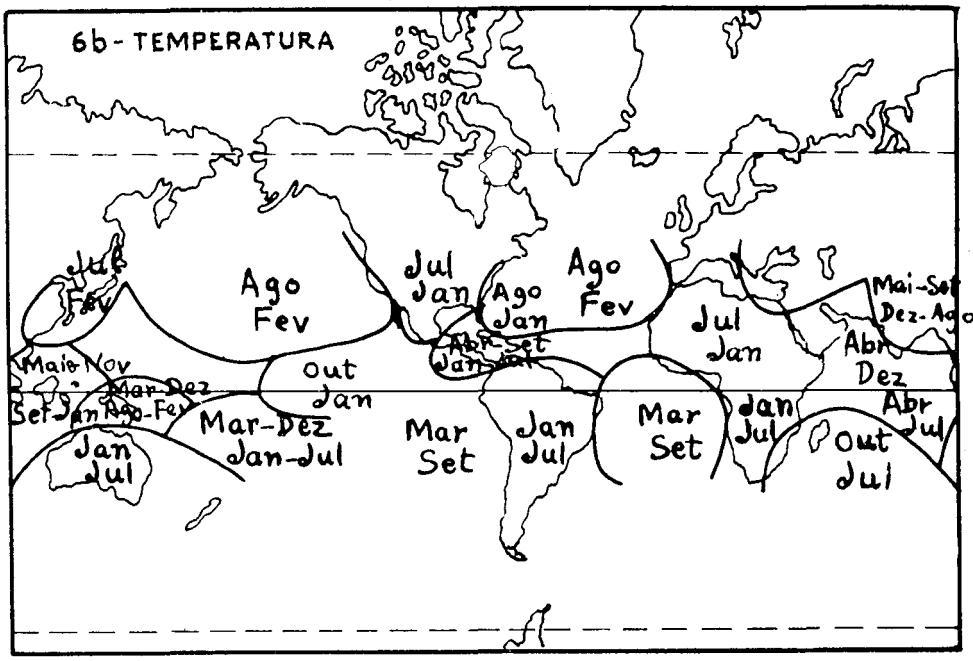 6b - TEMPERATURA
Jul
Fev
Ago
Fev
Jul
Jan
Ago
Jan
Ago
Fev
Jul
Jan
Mai-Set
Dez-Ago
Abr-Set
Jan-Jul
Abr
Dez
Mai-Nov
Set-Jan
Mar-Dez
Ago-Fev
Out
Jan
Jan
Jul
Mar-Dez
Jan-Jul
Mar
Set
Jan
Jul
Mar
Set
Jan
Jul
Out
Jul
Abr
Jul